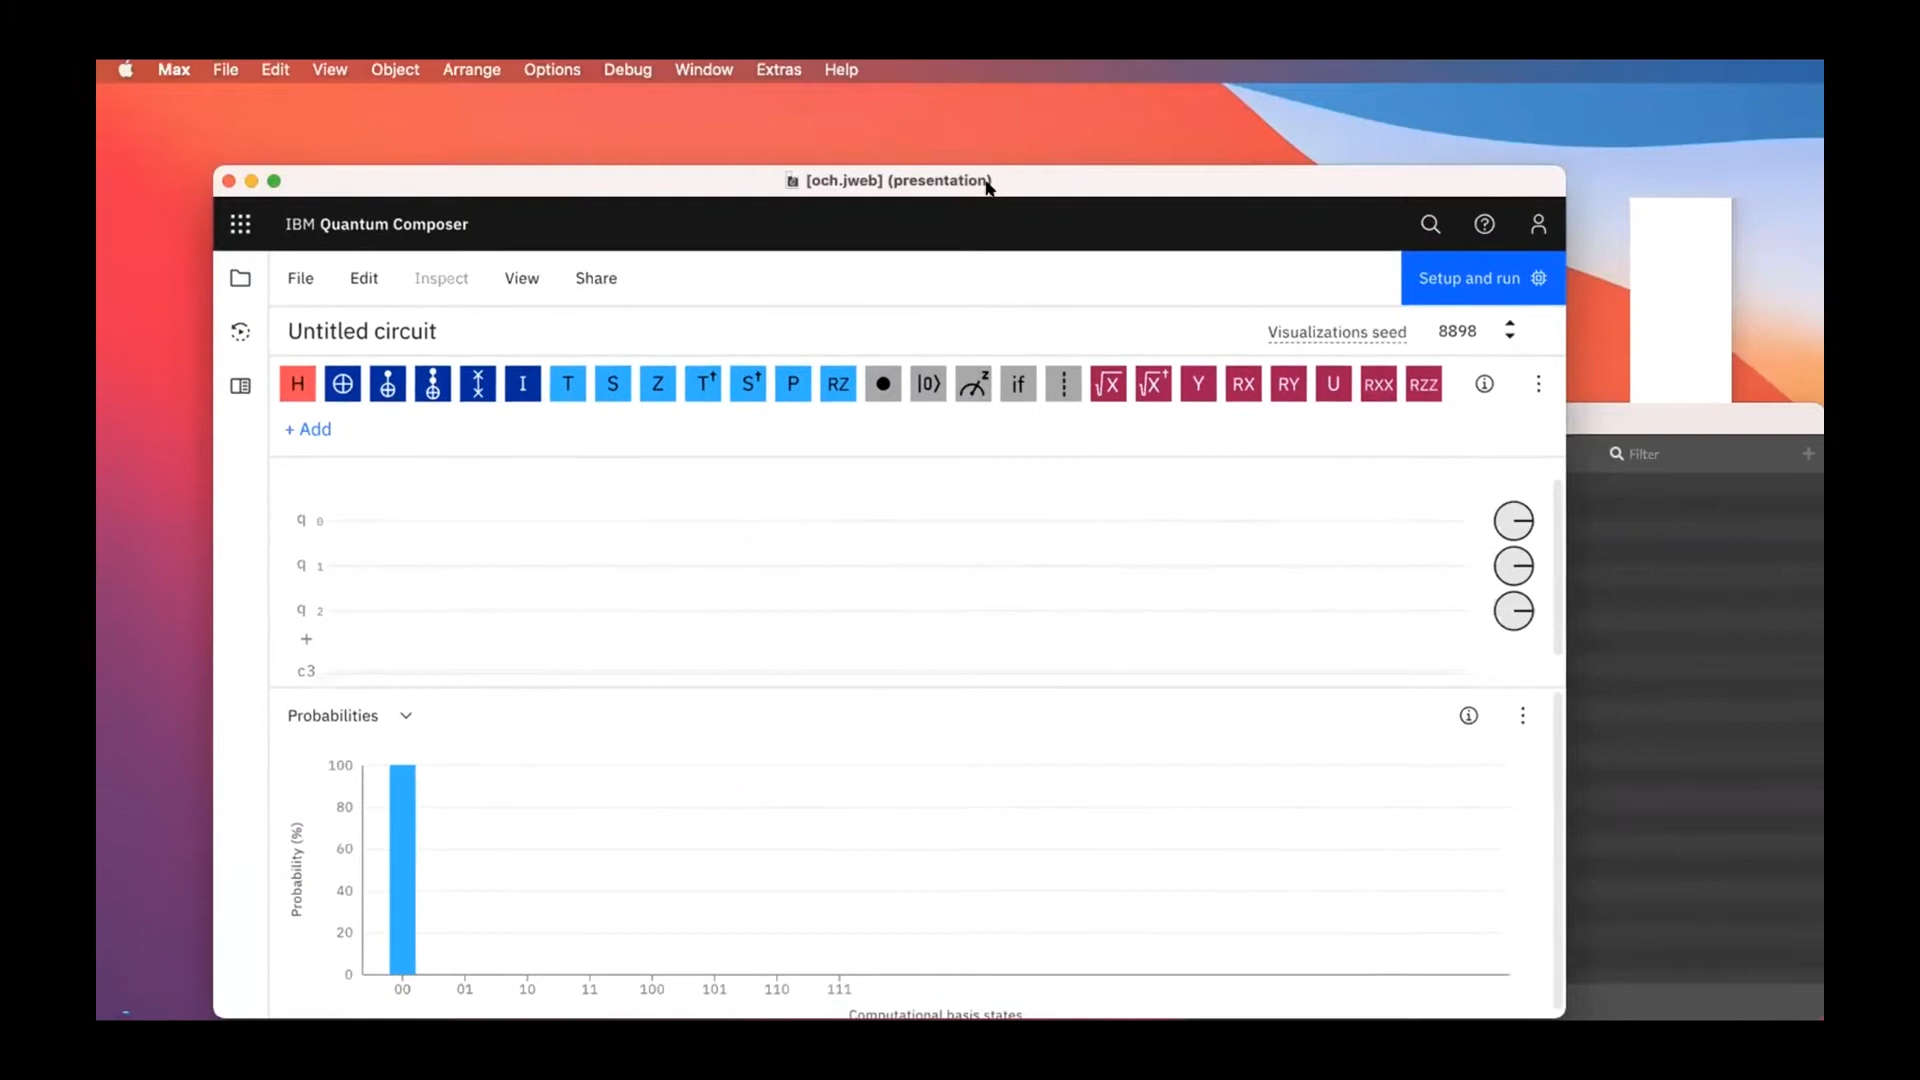 Max File Edit View Object Arrange Options Debug Window Extras Help
[och.jweb] (presentation)
IBM Quantum Composer
File Edit Inspect View Share
Setup and run
Untitled circuit
Visualizations seed 8898
H I T S Z T† S† P RZ |0⟩ z if √X √X† Y RX RY U RXX RZZ
+ Add
Filter
q 0
q 1
q 2
+
c3
Probabilities
Probability (%)
100
80
60
40
20
0
00 01 10 11 100 101 110 111
Computational basis states